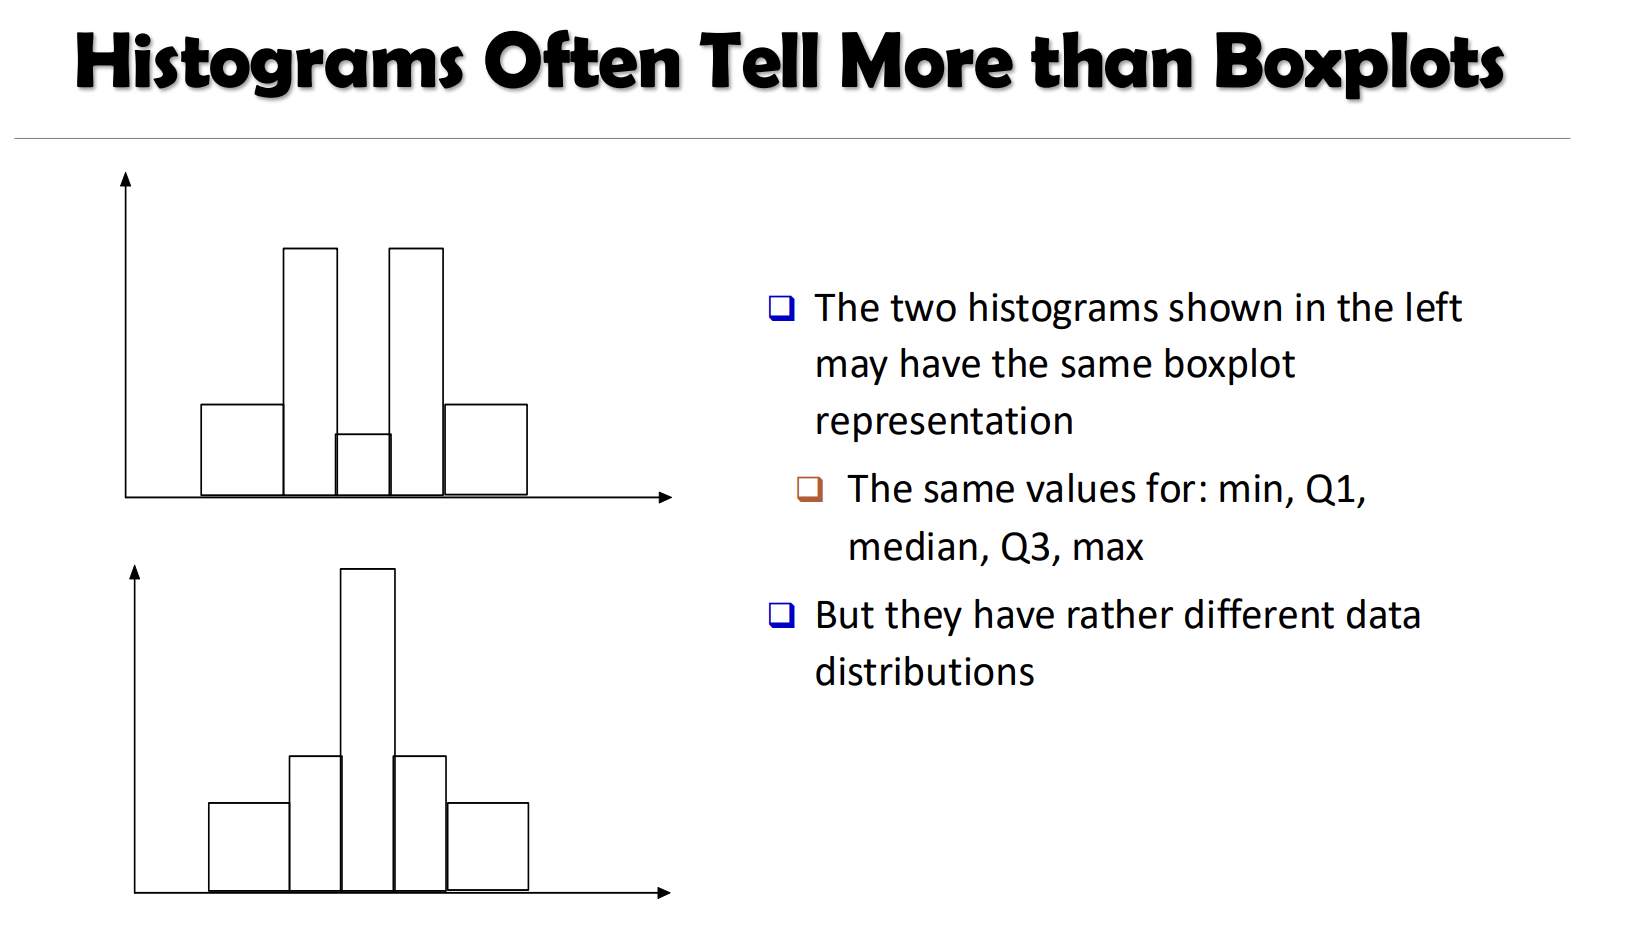 Histograms Often Tell More than Boxplots
The two histograms shown in the left
may have the same boxplot
representation
The same values for: min, Q1,
median, Q3, max
But they have rather different data
distributions